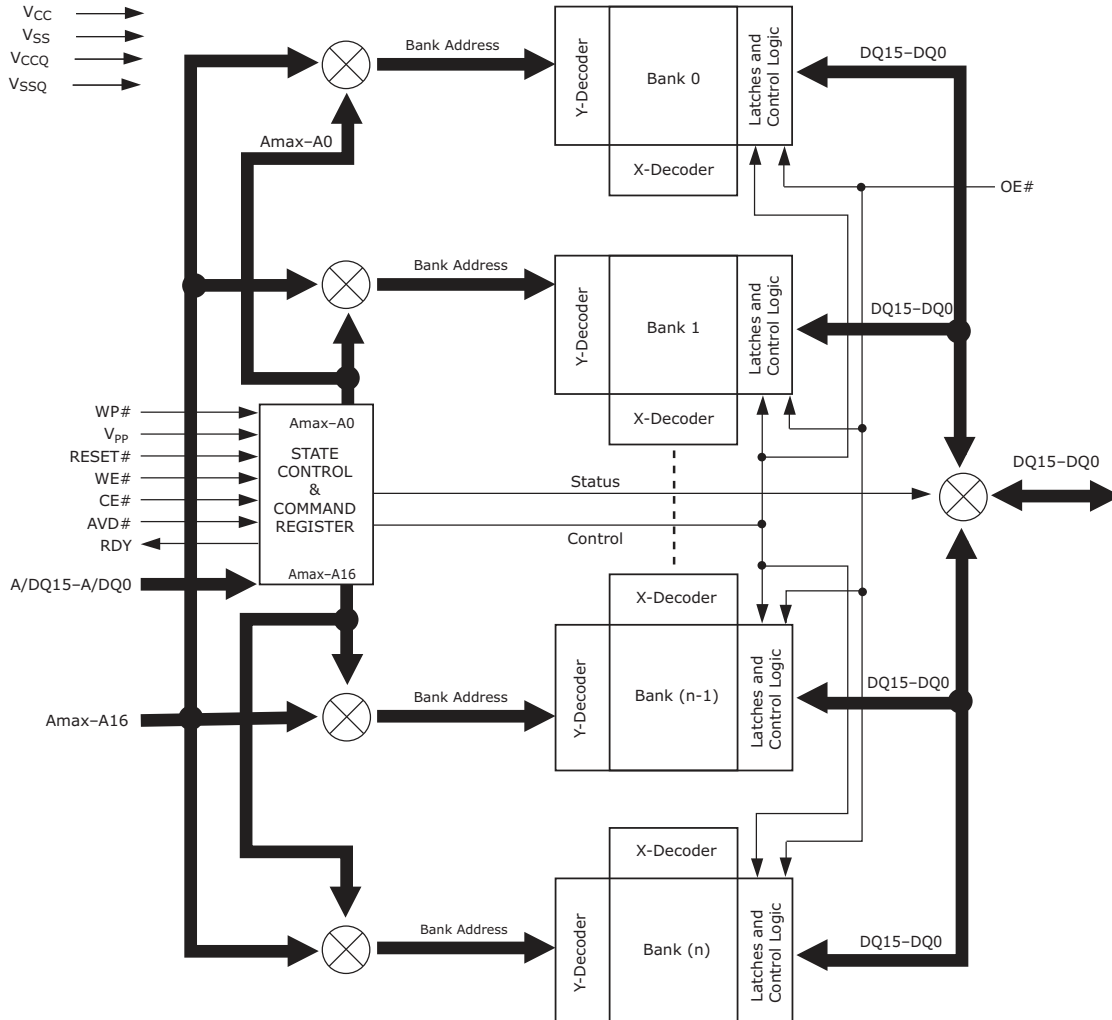 VCC
VSS
VCCQ
VSSQ
Bank Address
Y-Decoder
Bank 0
Latches and
Control Logic
DQ15–DQ0
X-Decoder
Amax–A0
OE#
Bank Address
Y-Decoder
Bank 1
Latches and
Control Logic
DQ15–DQ0
X-Decoder
WP#
VPP
RESET#
WE#
CE#
AVD#
RDY
A/DQ15–A/DQ0
Amax–A0
STATE
CONTROL
&
COMMAND
REGISTER
Amax–A16
Status
Control
DQ15–DQ0
X-Decoder
Amax–A16
Bank Address
Y-Decoder
Bank (n-1)
Latches and
Control Logic
DQ15–DQ0
X-Decoder
Bank Address
Y-Decoder
Bank (n)
Latches and
Control Logic
DQ15–DQ0